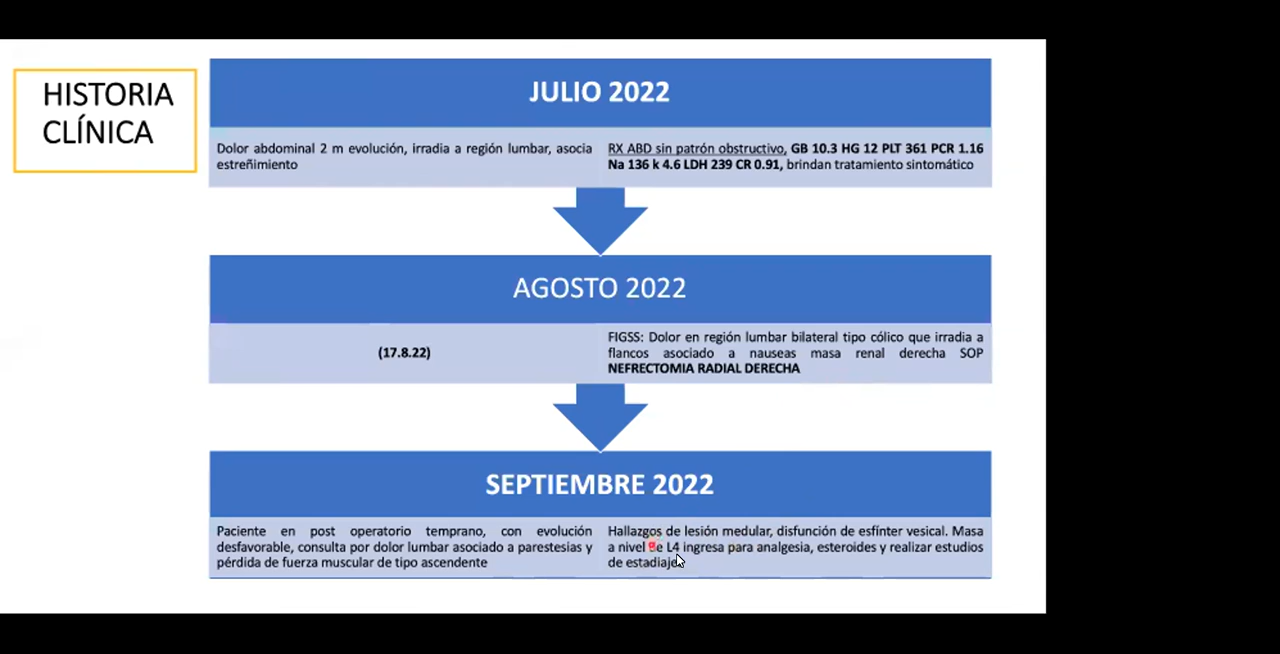 HISTORIA
CLÍNICA
JULIO 2022
Dolor abdominal 2 m evolución, irradia a región lumbar, asocia
estreñimiento
RX ABD sin patrón obstructivo, GB 10.3 HG 12 PLT 361 PCR 1.16
Na 136 k 4.6 LDH 239 CR 0.91, brindan tratamiento sintomático
AGOSTO 2022
(17.8.22)
FIGSS: Dolor en región lumbar bilateral tipo cólico que irradia a
flancos asociado a nauseas masa renal derecha SOP
NEFRECTOMIA RADIAL DERECHA
SEPTIEMBRE 2022
Paciente en post operatorio temprano, con evolución
desfavorable, consulta por dolor lumbar asociado a parestesias y
pérdida de fuerza muscular de tipo ascendente
Hallazgos de lesión medular, disfunción de esfínter vesical. Masa
a nivel de L4 ingresa para analgesia, esteroides y realizar estudios
de estadiaje